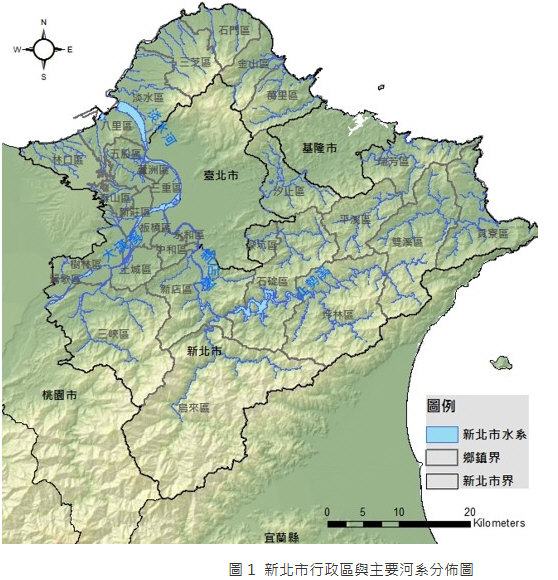 N
W E
S
石門區
三芝區
金山區
淡水區
萬里區
淡水河
八里區
基隆市
林口區
五股區
蘆洲區
瑞芳區
臺北市
三重區
汐止區
泰山區
新莊區
平溪區
貢寮區
板橋區
永和區
雙溪區
中和區
深坑區
大漢溪
樹林區
土城區
新店溪
石碇區
鶯歌區
新店區
坪林區
三峽區
新北市
桃園市
烏來區
圖例
新北市水系
鄉鎮界
新北市界
0 5 10 20
Kilometers
宜蘭縣
圖 1 新北市行政區與主要河系分佈圖